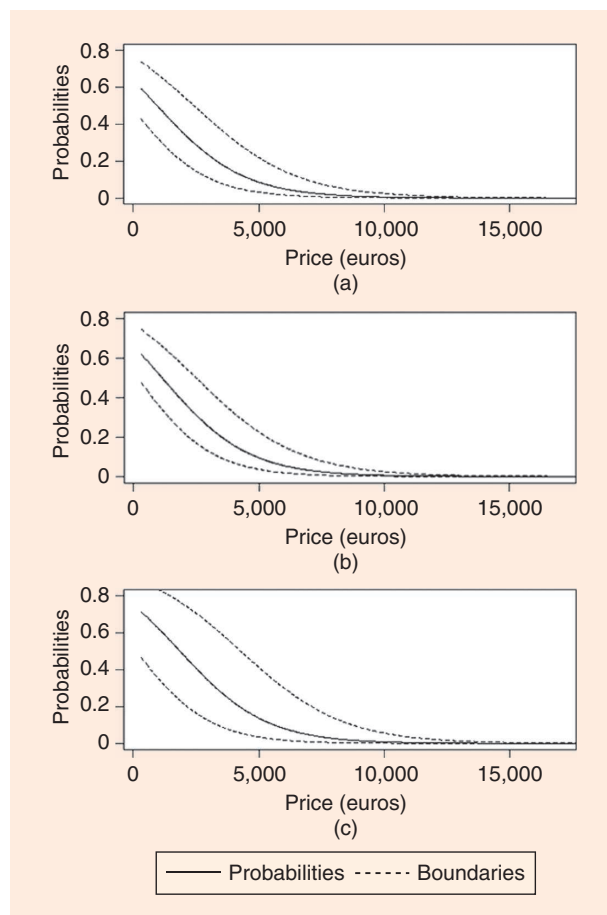 0.8
0.6
0.4
0.2
0
Probabilities
0 5,000 10,000 15,000
Price (euros)
(a)
0.8
0.6
0.4
0.2
0
Probabilities
0 5,000 10,000 15,000
Price (euros)
(b)
0.8
0.6
0.4
0.2
0
Probabilities
0 5,000 10,000 15,000
Price (euros)
(c)
Probabilities Boundaries